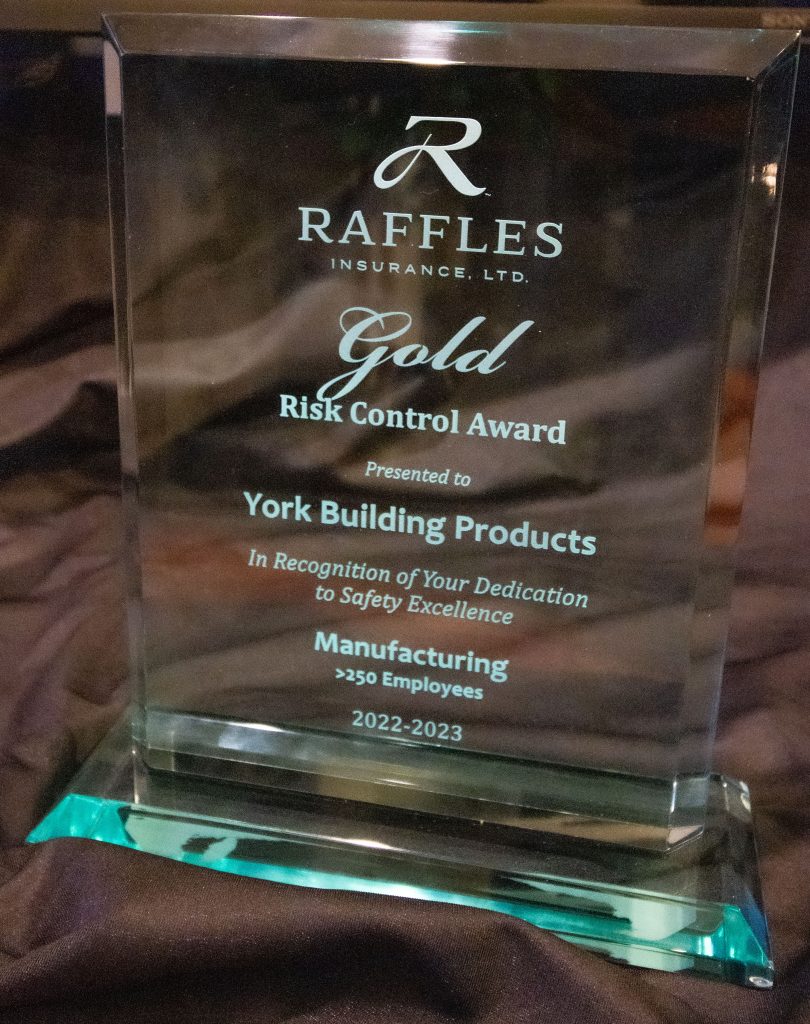 SONY
R
RAFFLES
INSURANCE, LTD.
Gold
Risk Control Award
Presented to
York Building Products
In Recognition of Your Dedication
to Safety Excellence
Manufacturing
>250 Employees
2022-2023